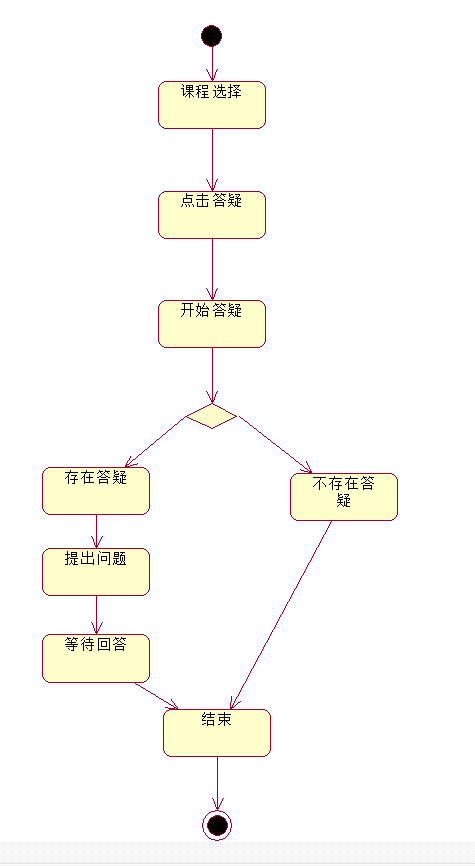 课程选择
点击答疑
开始答疑
存在答疑
不存在答
疑
提出问题
等待回答
结束